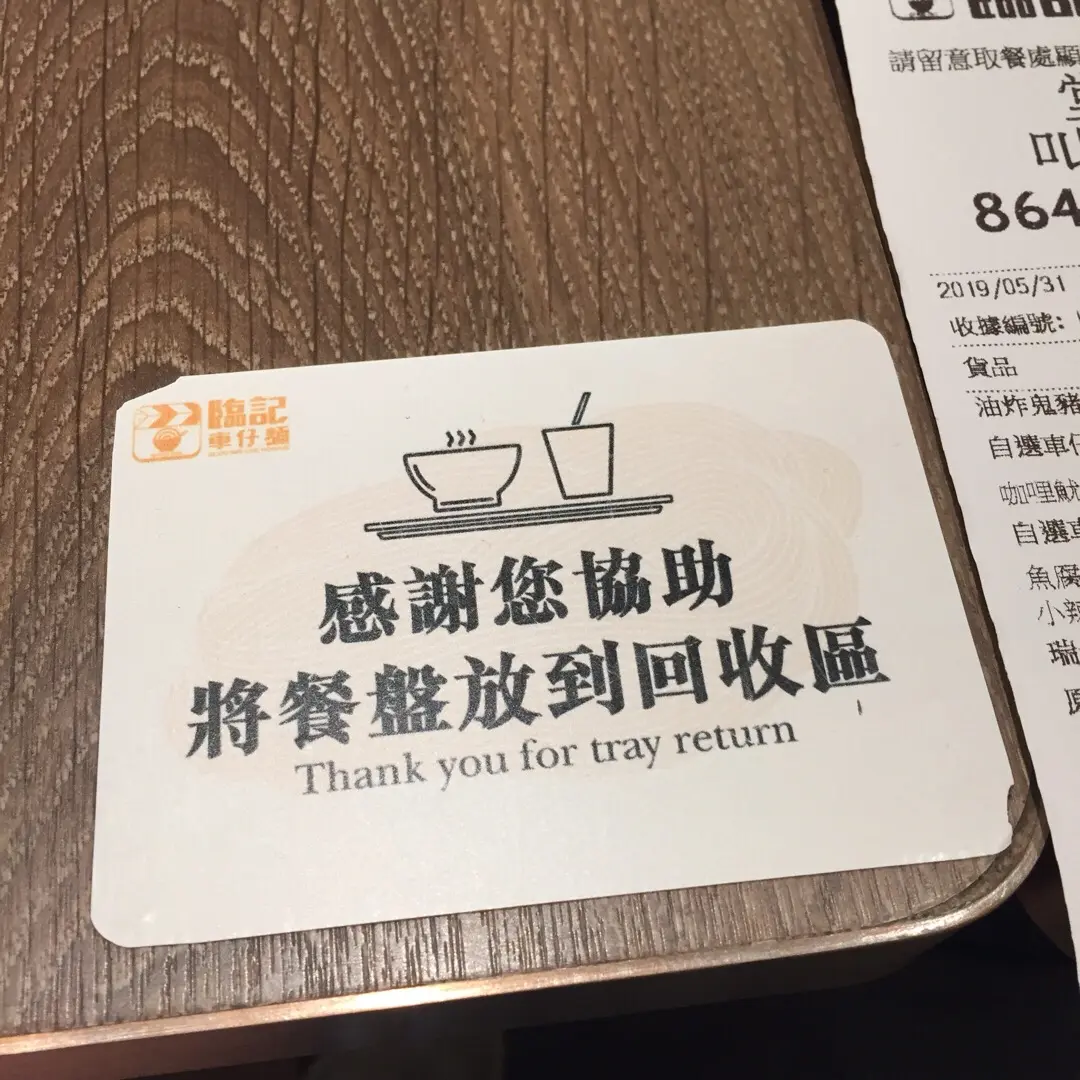 臨記
車仔麵
感謝您協助
將餐盤放到回收區
Thank you for tray return
請留意取餐處顯
叫
864
2019/05/31
收據編號:
貨品
油炸鬼豬
自選車仔
咖哩魷
自選車
魚腐
小辣
瑞
原